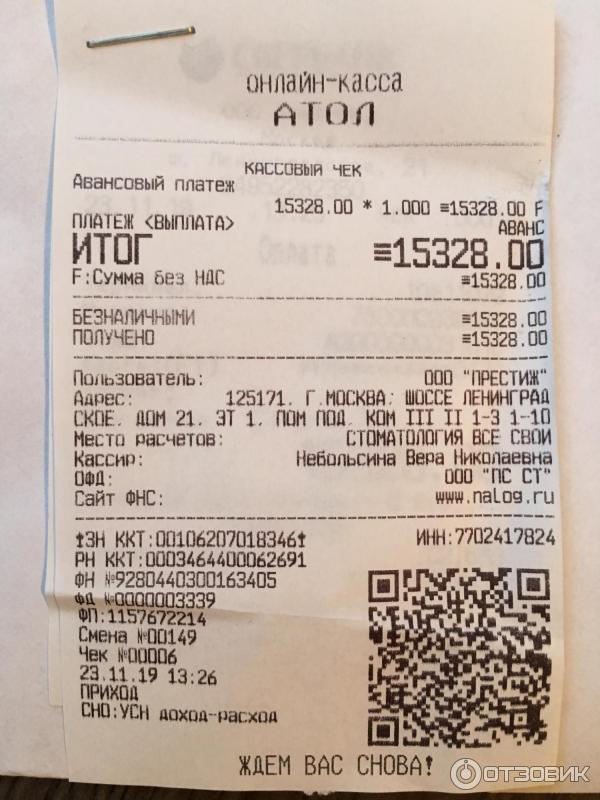 ОНЛАЙН-КАССА
АТОЛ
КАССОВЫЙ ЧЕК
Авансовый платеж
15328.00 * 1.000 ≡15328.00 F
АВАНС
ПЛАТЕЖ <ВЫПЛАТА>
ИТОГ ≡15328.00
F:Сумма без НДС ≡15328.00
БЕЗНАЛИЧНЫМИ ≡15328.00
ПОЛУЧЕНО ≡15328.00
Пользователь: ООО "ПРЕСТИЖ"
Адрес: 125171, Г.МОСКВА, ШОССЕ ЛЕНИНГРАД
СКОЕ, ДОМ 21, ЭТ 1, ПОМ ПОД, КОМ III II 1-3 1-10
Место расчетов: СТОМАТОЛОГИЯ ВСЕ СВОИ
Кассир: Небольсина Вера Николаевна
ОФД: ООО "ПС СТ"
Сайт ФНС: www.nalog.ru
ЗН ККТ:00106207018346 ИНН:7702417824
РН ККТ:0003464400062691
ФН №9280440300163405
ФД №0000003339
ФП:1157672214
Смена №00149
Чек №00006
23.11.19 13:26
ПРИХОД
СНО:УСН доход-расход
ЖДЕМ ВАС СНОВА!
ОТЗОВИК